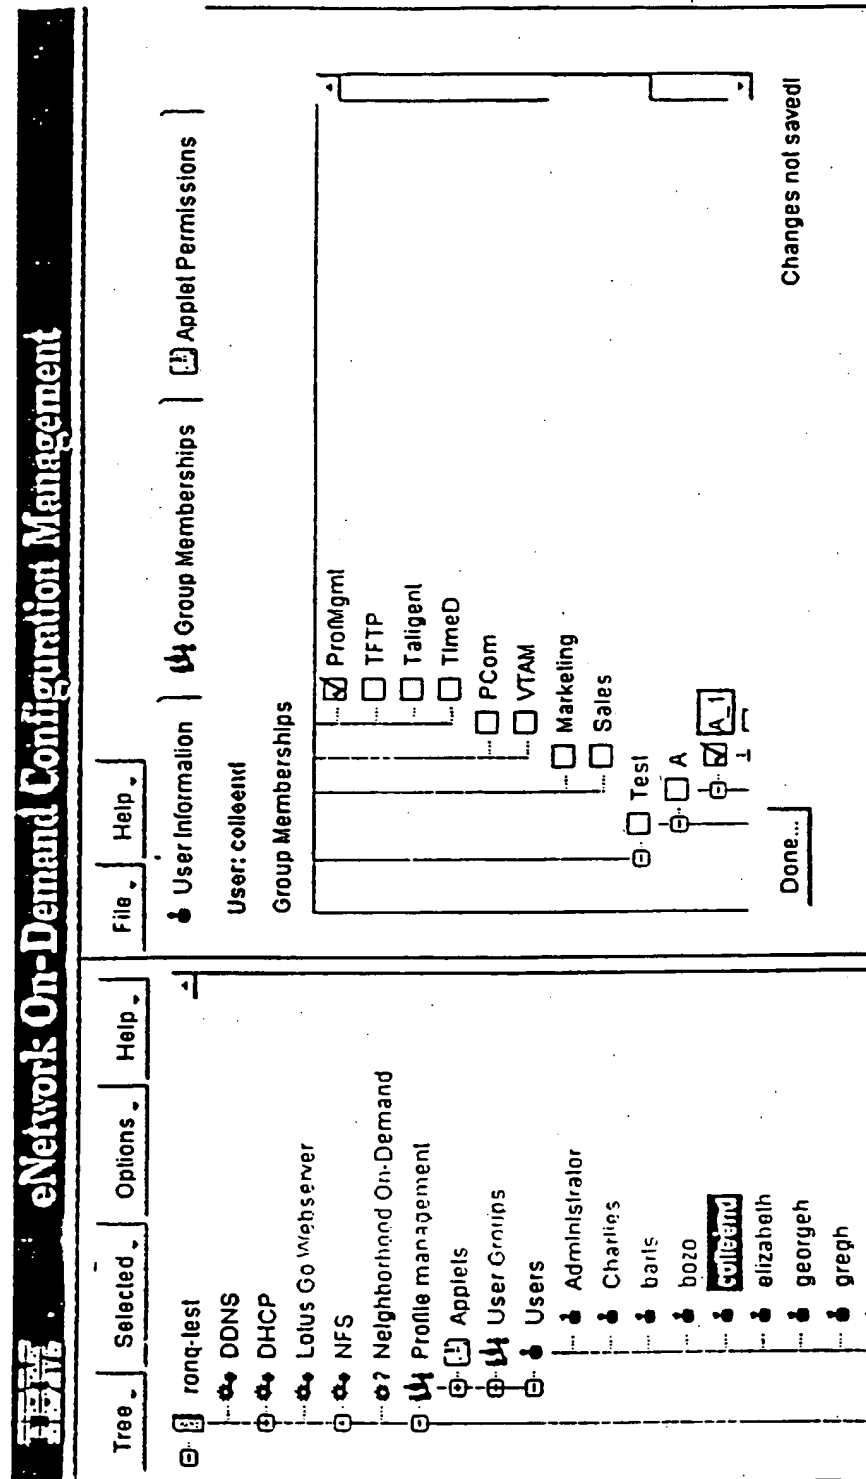 IBM eNetwork On-Demand Configuration Management
Tree Selected Options Help
ronq-test
DDNS
DHCP
Lotus Go Webserver
NFS
? Neighborhood On-Demand
Profile management
Applets
User Groups
Users
Administrator
Charlies
barts
bozo
colleend
elizabeth
georgeh
gregh
File Help
User Information Group Memberships Applet Permissions
User: colleend
Group Memberships
ProfMgmt
TFTP
Taligent
TimeD
PCom
VTAM
Marketing
Sales
Test
A
A_1
Done...
Changes not saved!